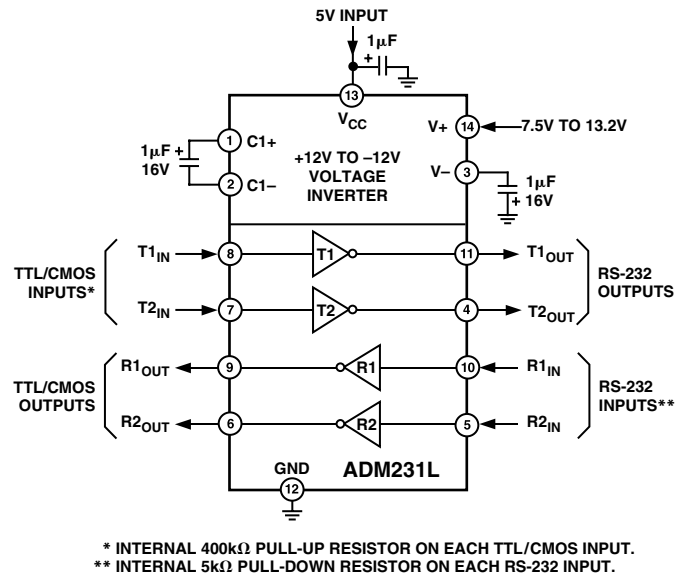 5V INPUT
1μF
+
13
VCC
1
C1+
1μF +
16V
2
C1–
+12V TO –12V
VOLTAGE
INVERTER
V+
14
7.5V TO 13.2V
V–
3
1μF
+ 16V
TTL/CMOS
INPUTS*
T1IN
8
T1
11
T1OUT
T2IN
7
T2
4
T2OUT
RS-232
OUTPUTS
TTL/CMOS
OUTPUTS
R1OUT
9
R1
10
R1IN
R2OUT
6
R2
5
R2IN
RS-232
INPUTS**
GND
12
ADM231L
* INTERNAL 400kΩ PULL-UP RESISTOR ON EACH TTL/CMOS INPUT.
** INTERNAL 5kΩ PULL-DOWN RESISTOR ON EACH RS-232 INPUT.